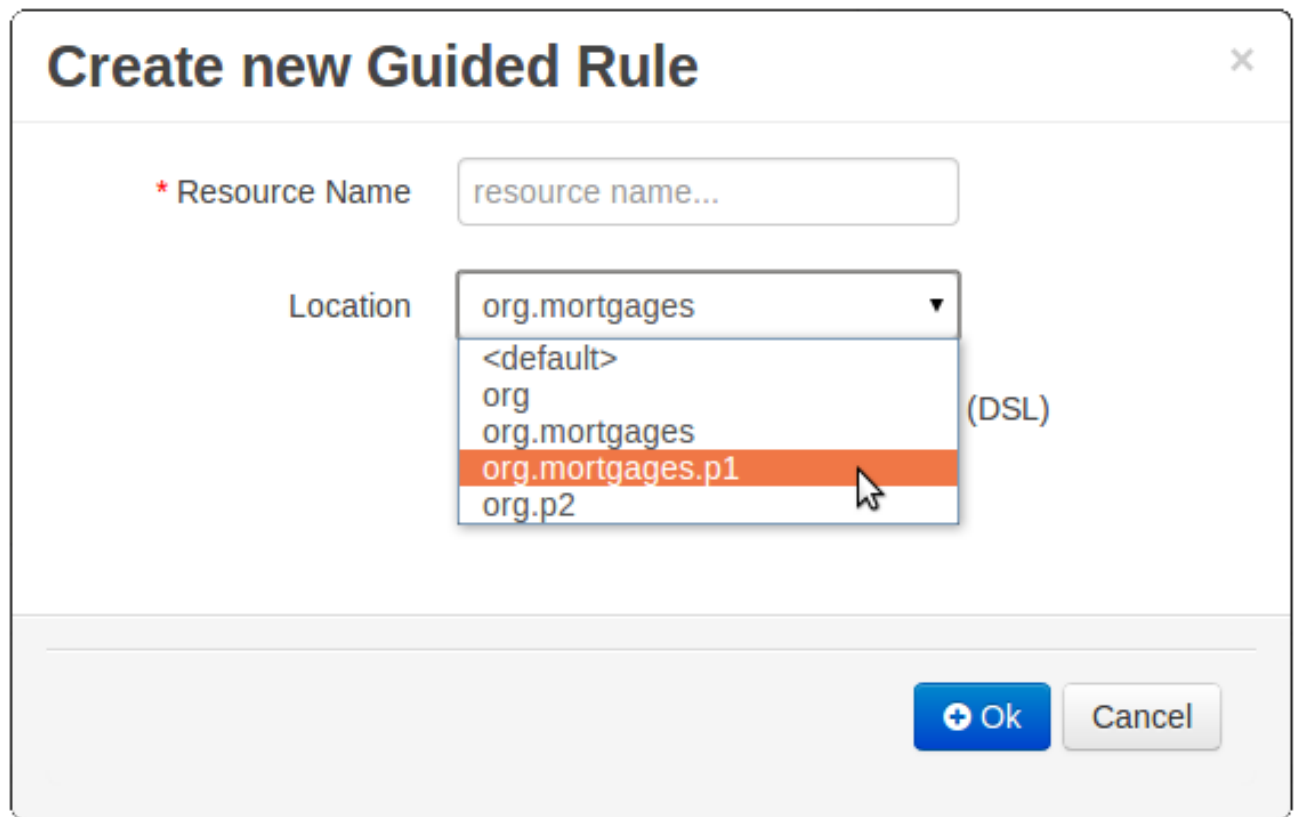 Create new Guided Rule ×
* Resource Name resource name...
Location org.mortgages
<default>
org
(DSL)
org.mortgages
org.mortgages.p1
org.p2
Ok Cancel